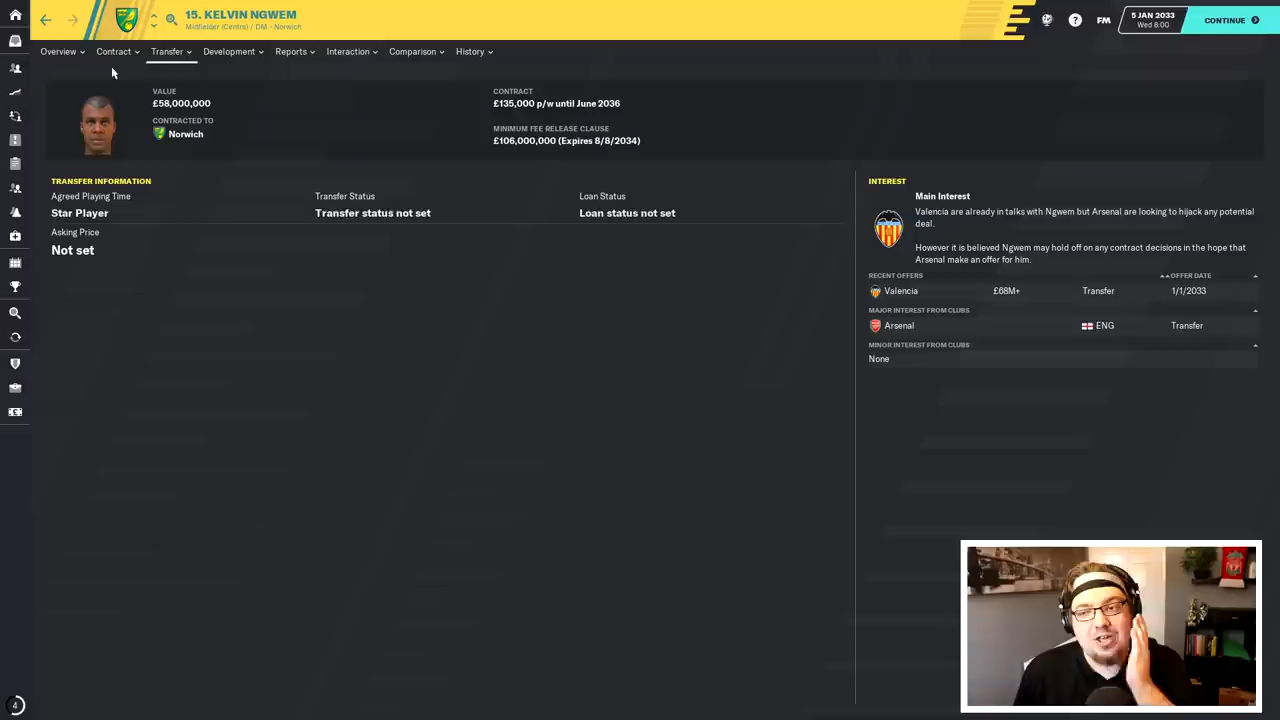 15. KELVIN NGWEM
Midfielder (Centre) / DM - Norwich
FM
5 JAN 2033
Wed 8:00
CONTINUE
Overview
Contract
Transfer
Development
Reports
Interaction
Comparison
History
VALUE
£58,000,000
CONTRACTED TO
Norwich
CONTRACT
£135,000 p/w until June 2036
MINIMUM FEE RELEASE CLAUSE
£106,000,000 (Expires 8/8/2034)
TRANSFER INFORMATION
Agreed Playing Time
Transfer Status
Loan Status
Star Player
Transfer status not set
Loan status not set
Asking Price
Not set
INTEREST
Main Interest
Valencia are already in talks with Ngwem but Arsenal are looking to hijack any potential
deal.
However it is believed Ngwem may hold off on any contract decisions in the hope that
Arsenal make an offer for him.
RECENT OFFERS
OFFER DATE
Valencia
£68M+
Transfer
1/1/2033
MAJOR INTEREST FROM CLUBS
Arsenal
ENG
Transfer
MINOR INTEREST FROM CLUBS
None
4